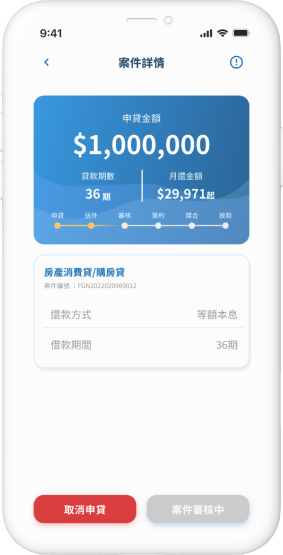 9:41
案件詳情
申貸金額
$1,000,000
貸款期數 月還金額
36 期 $29,971起
申貸 送件 審核 簽約 媒合 放款
房產消費貸/購房貸
案件編號：FGN2022020969012
還款方式 等額本息
借款期間 36期
取消申貸 案件審核中